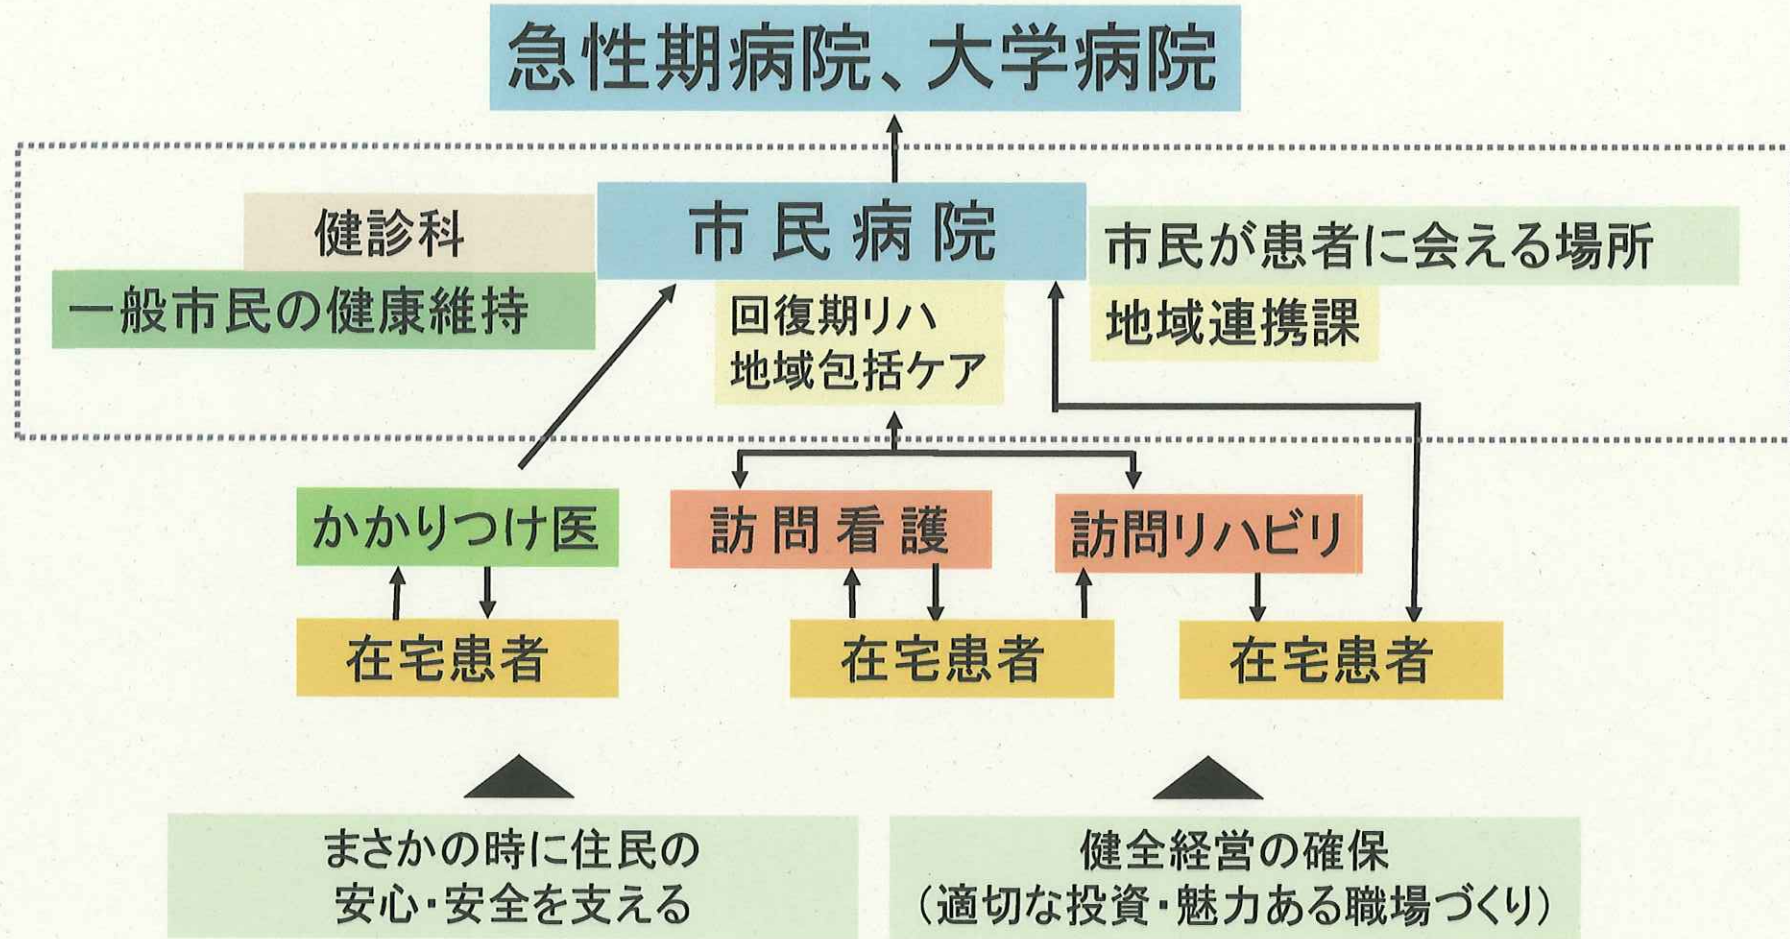 急性期病院、大学病院
健診科
市民病院
市民が患者に会える場所
一般市民の健康維持
回復期リハ
地域包括ケア
地域連携課
かかりつけ医
訪問看護
訪問リハビリ
在宅患者
在宅患者
在宅患者
まさかの時に住民の
安心・安全を支える
健全経営の確保
（適切な投資・魅力ある職場づくり）